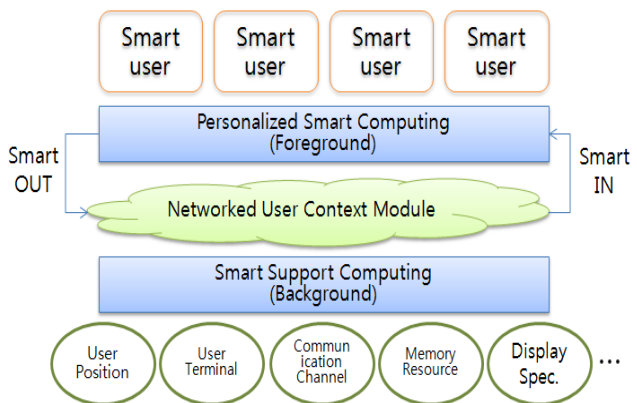 Smart
user
Smart
user
Smart
user
Smart
user
Personalized Smart Computing
(Foreground)
Smart
OUT
Smart
IN
Networked User Context Module
Smart Support Computing
(Background)
User
Position
User
Terminal
Commun
ication
Channel
Memory
Resource
Display
Spec.
...